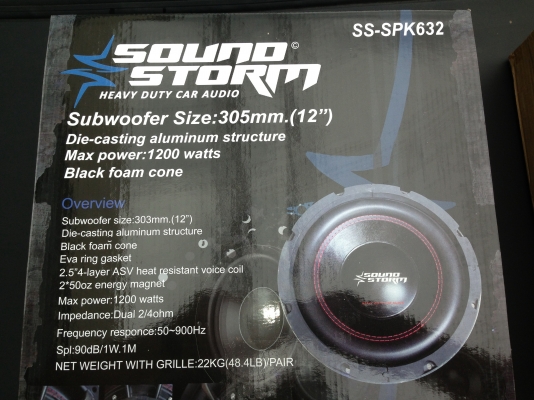 SS-SPK632
SOUND©
STORM
HEAVY DUTY CAR AUDIO
Subwoofer Size:305mm.(12”)
Die-casting aluminum structure
Max power:1200 watts
Black foam cone
Overview
Subwoofer size:303mm.(12")
Die-casting aluminum structure
Black foam cone
Eva ring gasket
2.5"4-layer ASV heat resistant voice coil
2*50oz energy magnet
Max power:1200 watts
Impedance:Dual 2/4ohm
Frequency responce:50~900Hz
Spl:90dB/1W.1M
NET WEIGHT WITH GRILLE:22KG(48.4LB)/PAIR
SOUND
STORM